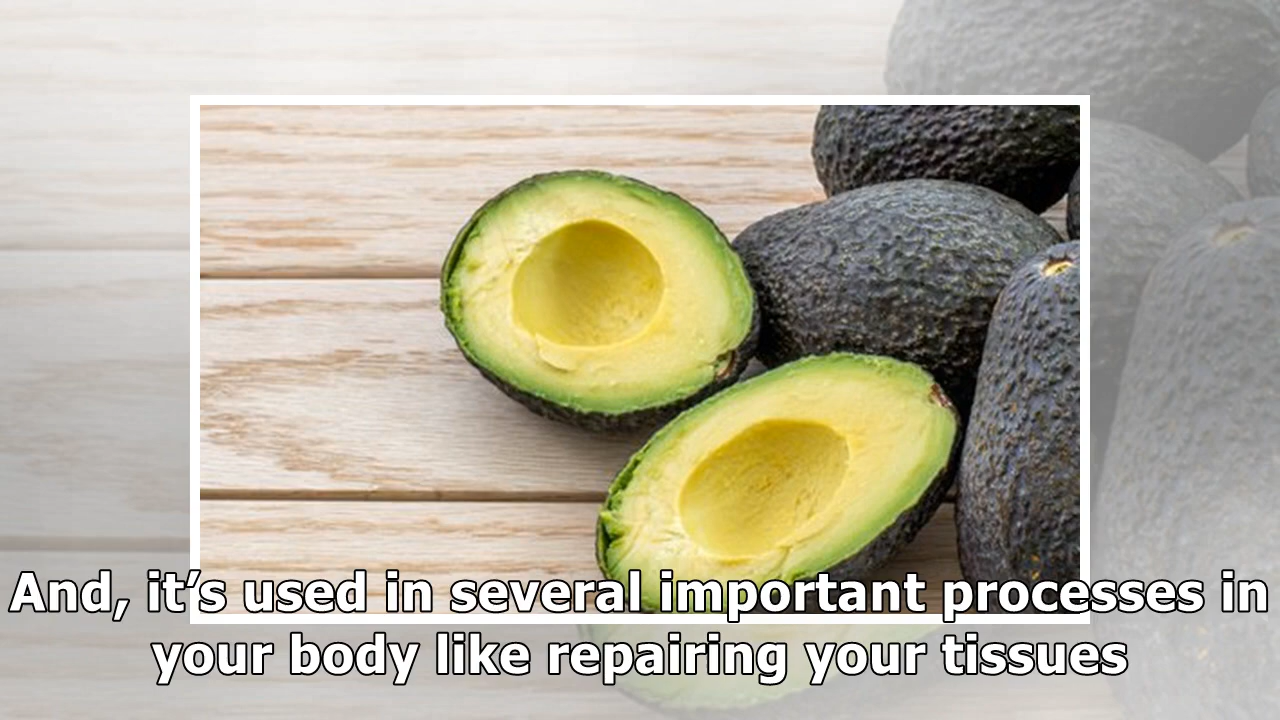 And, it’s used in several important processes in
your body like repairing your tissues